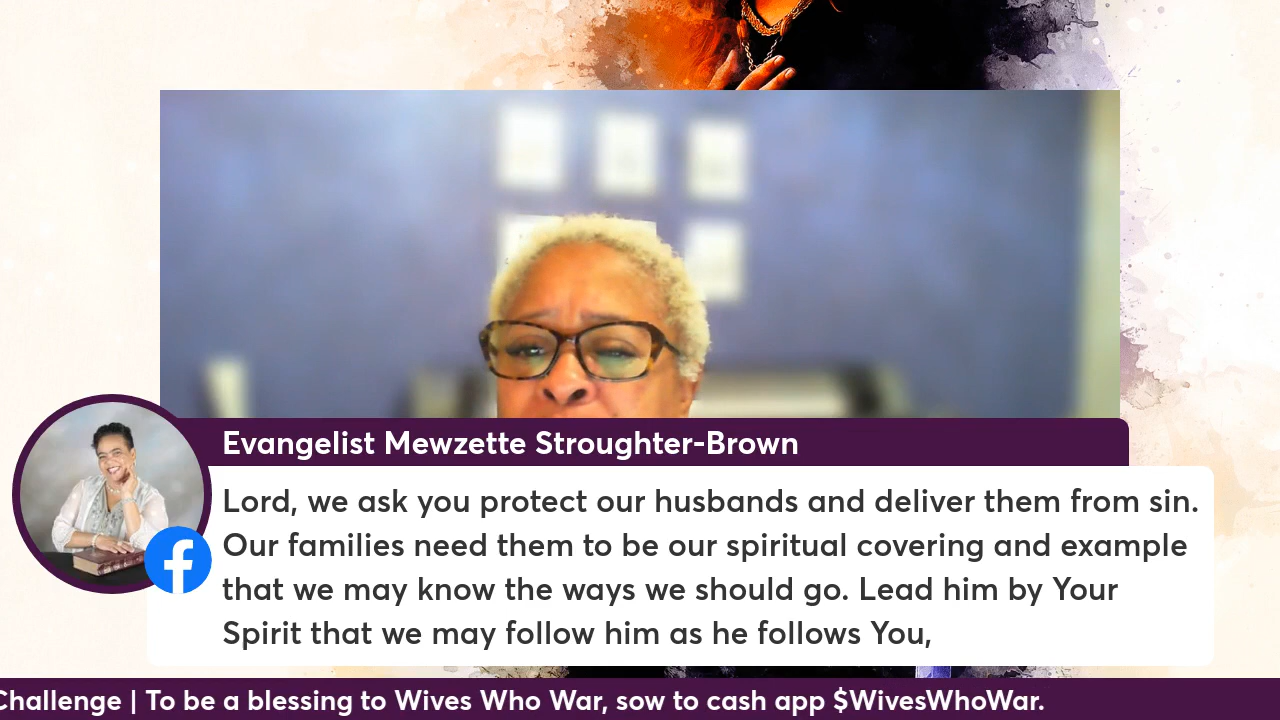 Evangelist Mewzette Stroughter-Brown
Lord, we ask you protect our husbands and deliver them from sin.
Our families need them to be our spiritual covering and example
that we may know the ways we should go. Lead him by Your
Spirit that we may follow him as he follows You,
Challenge | To be a blessing to Wives Who War, sow to cash app $WivesWhoWar.